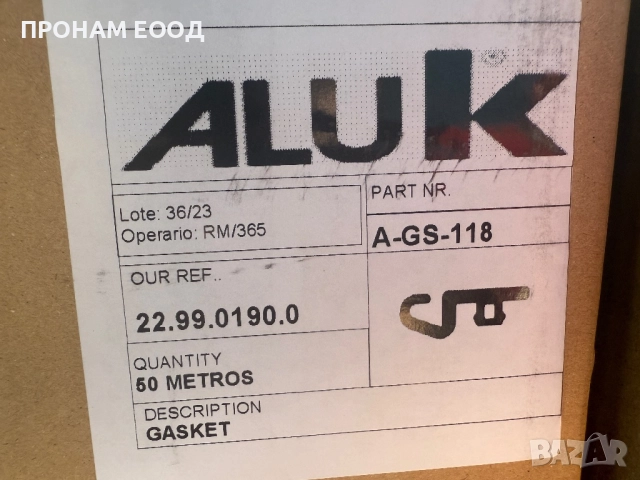 ПРОНАМ ЕООД
ALUK
Lote: 36/23
Operario: RM/365
PART NR.
A-GS-118
OUR REF..
22.99.0190.0
QUANTITY
50 METROS
DESCRIPTION
GASKET
BAZAR